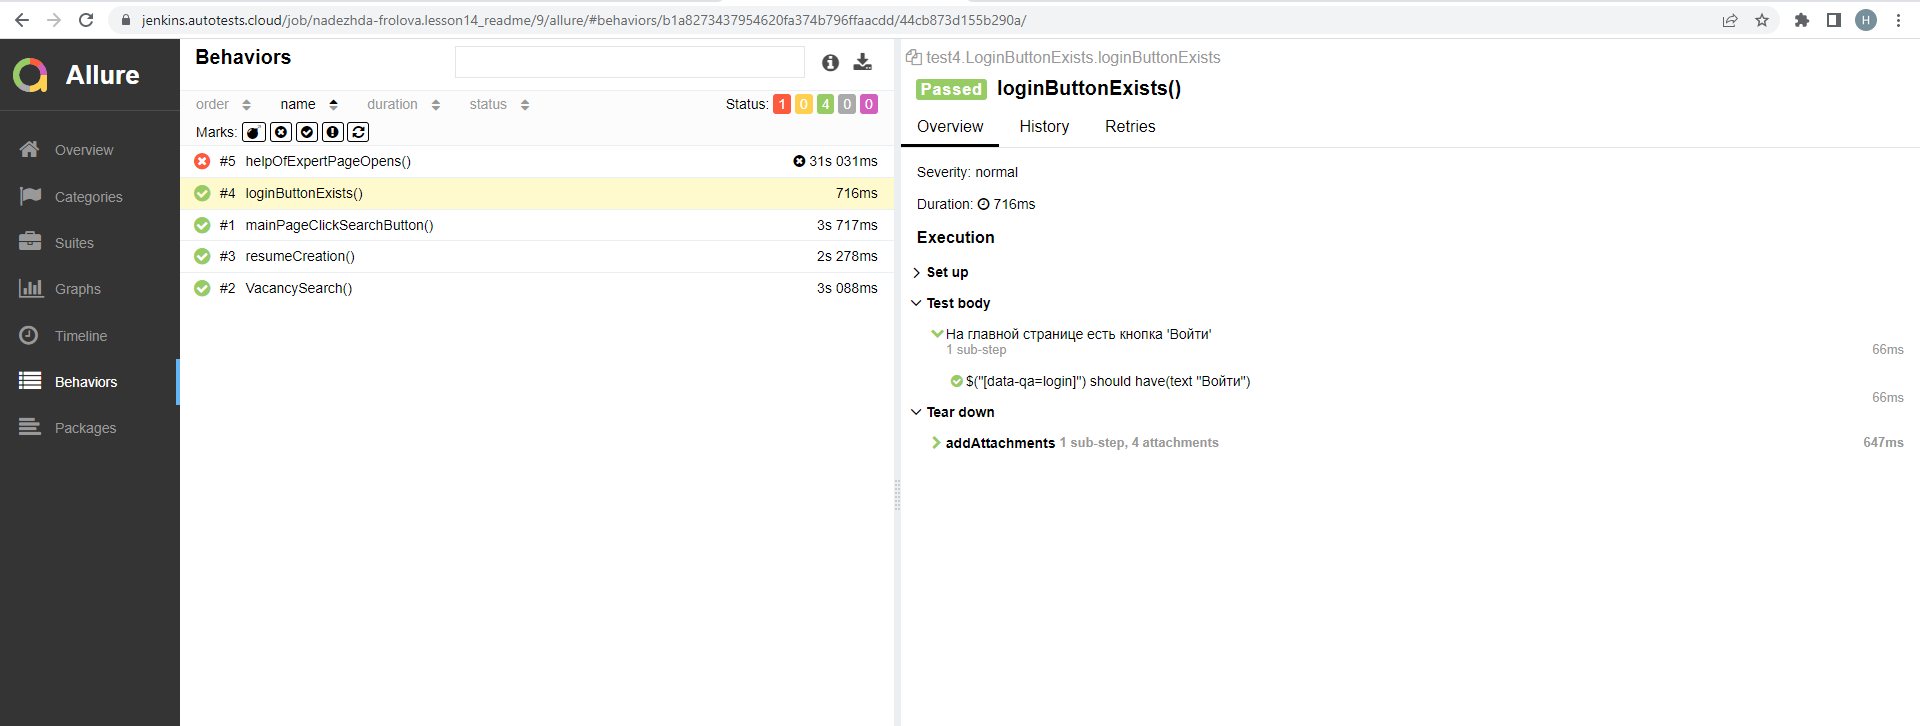 jenkins.autotests.cloud/job/nadezhda-frolova.lesson14_readme/9/allure/#behaviors/b1a8273437954620fa374b796ffaacdd/44cb873d155b290a/
H
Allure
Overview
Categories
Suites
Graphs
Timeline
Behaviors
Packages
Behaviors
order name duration status Status: 1 0 4 0 0
Marks:
#5 helpOfExpertPageOpens() 31s 031ms
#4 loginButtonExists() 716ms
#1 mainPageClickSearchButton() 3s 717ms
#3 resumeCreation() 2s 278ms
#2 VacancySearch() 3s 088ms
test4.LoginButtonExists.loginButtonExists
Passed loginButtonExists()
Overview History Retries
Severity: normal
Duration: 716ms
Execution
Set up
Test body
На главной странице есть кнопка 'Войти'
1 sub-step 66ms
$("[data-qa=login]") should have(text "Войти")
66ms
Tear down
addAttachments 1 sub-step, 4 attachments 647ms